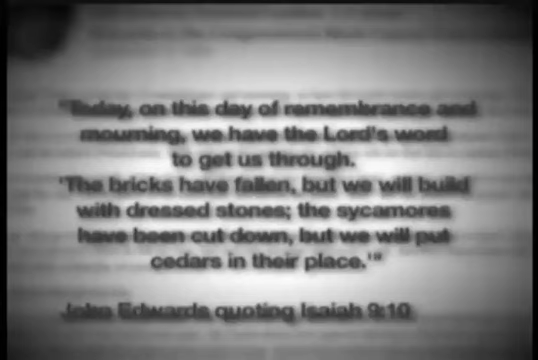 "Today, on this day of remembrance and
mourning, we have the Lord's word
to get us through.
'The bricks have fallen, but we will build
with dressed stones; the sycamores
have been cut down, but we will put
cedars in their place.'"
John Edwards quoting Isaiah 9:10